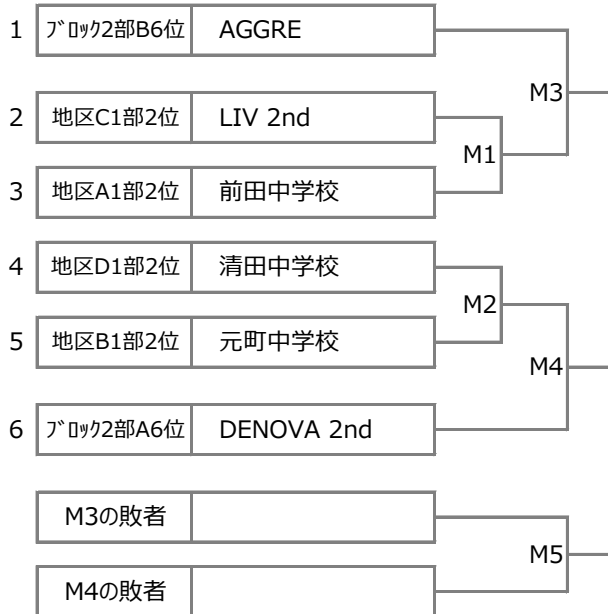 1 ﾌﾞﾛｯｸ2部B6位 AGGRE
M3
2 地区C1部2位 LIV 2nd
M1
3 地区A1部2位 前田中学校
4 地区D1部2位 清田中学校
M2
5 地区B1部2位 元町中学校
M4
6 ﾌﾞﾛｯｸ2部A6位 DENOVA 2nd
M3の敗者
M5
M4の敗者